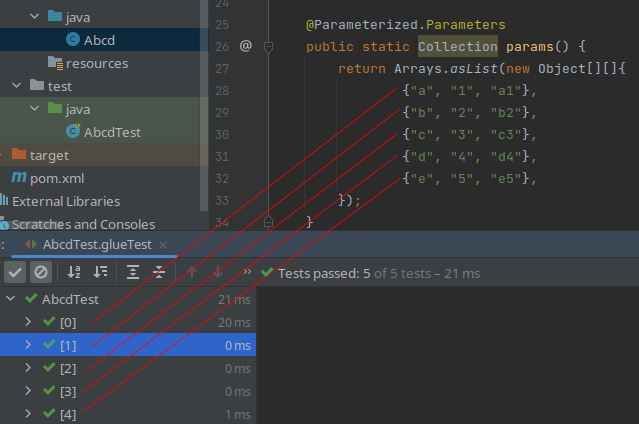 java
Abcd
resources
test
java
AbcdTest
target
pom.xml
External Libraries
Scratches and Consoles
24
25 @Parameterized.Parameters
26 @ public static Collection params() {
27 return Arrays.asList(new Object[][]{
28 {"a", "1", "a1"},
29 {"b", "2", "b2"},
30 {"c", "3", "c3"},
31 {"d", "4", "d4"},
32 {"e", "5", "e5"},
33 });
34 }
: AbcdTest.glueTest ×
» Tests passed: 5 of 5 tests – 21 ms
AbcdTest 21 ms
[0] 20 ms
[1] 0 ms
[2] 0 ms
[3] 0 ms
[4] 1 ms